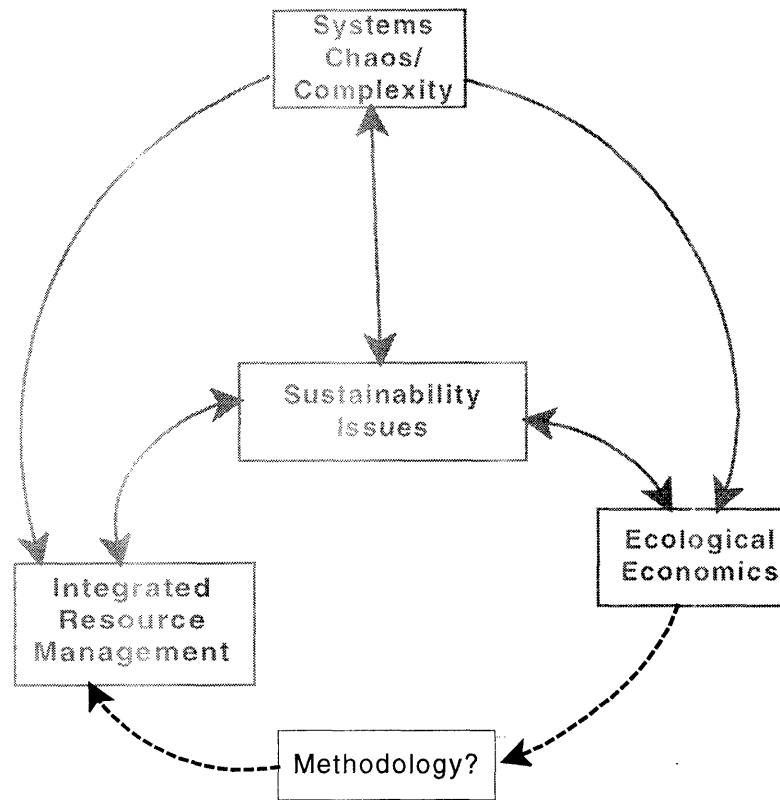 Systems
Chaos/
Complexity
Sustainability
Issues
Ecological
Economics
Integrated
Resource
Management
Methodology?